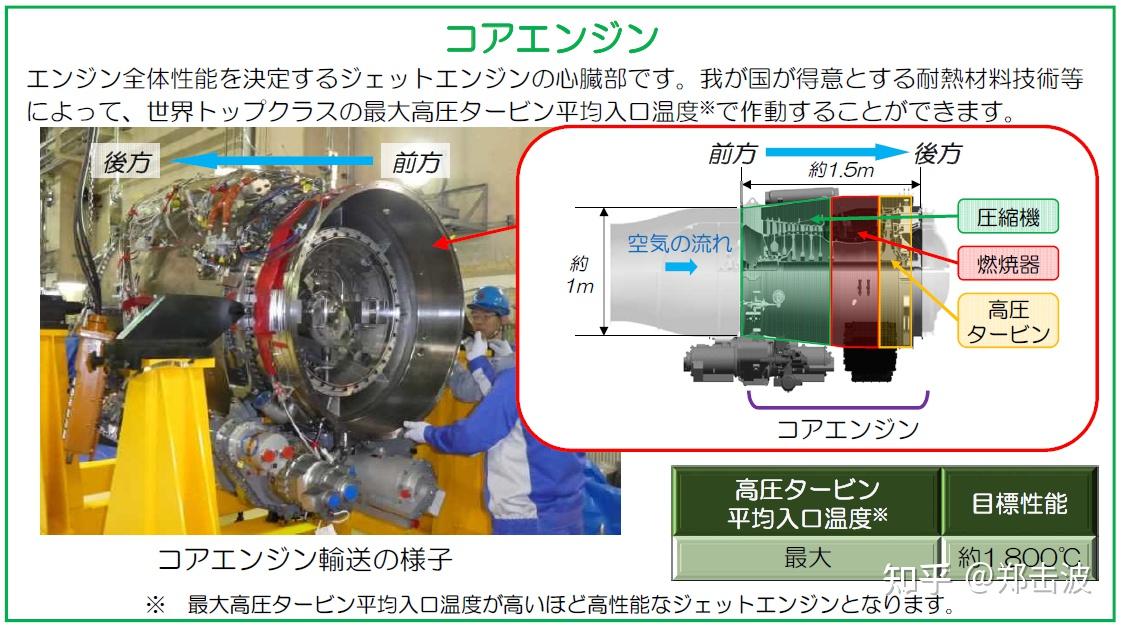 コアエンジン
エンジン全体性能を決定するジェットエンジンの心臓部です。我が国が得意とする耐熱材料技術等
によって、世界トップクラスの最大高圧タービン平均入口温度※で作動することができます。
後方
前方
前方
後方
約1.5m
圧縮機
空気の流れ
燃焼器
約
1m
高圧
タービン
コアエンジン
高圧タービン
平均入口温度※
目標性能
最大
約1,800℃
コアエンジン輸送の様子
知乎 @郑击波
※ 最大高圧タービン平均入口温度が高いほど高性能なジェットエンジンとなります。